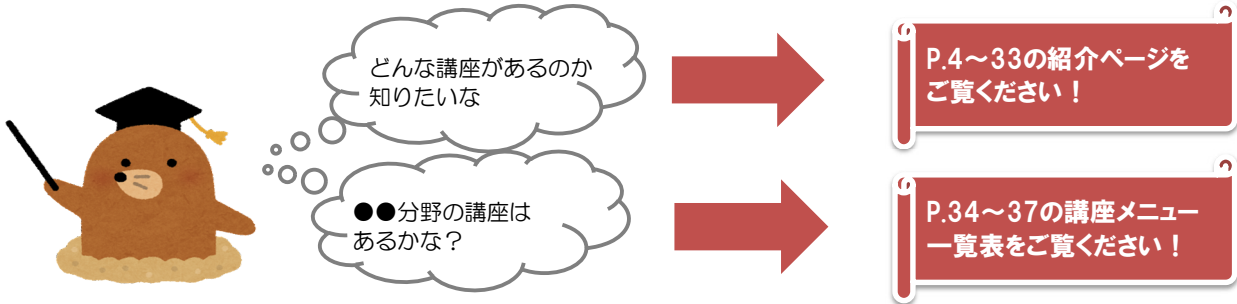 どんな講座があるのか
知りたいな
P.4～33の紹介ページを
ご覧ください！
●●分野の講座は
あるかな？
P.34～37の講座メニュー
一覧表をご覧ください！